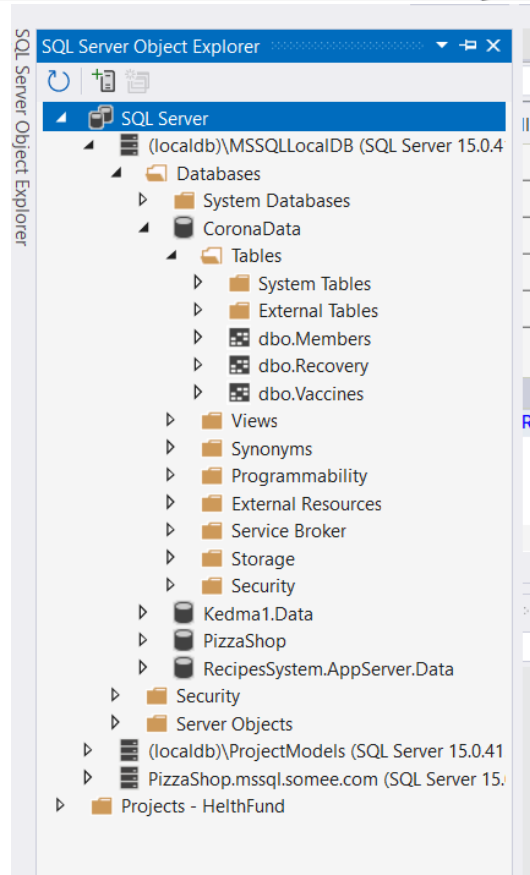 SQL Server Object Explorer
SQL Server Object Explorer
SQL Server
(localdb)\MSSQLLocalDB (SQL Server 15.0.4
Databases
System Databases
CoronaData
Tables
System Tables
External Tables
dbo.Members
dbo.Recovery
dbo.Vaccines
Views
Synonyms
Programmability
External Resources
Service Broker
Storage
Security
Kedma1.Data
PizzaShop
RecipesSystem.AppServer.Data
Security
Server Objects
(localdb)\ProjectModels (SQL Server 15.0.41
PizzaShop.mssql.somee.com (SQL Server 15.
Projects - HelthFund